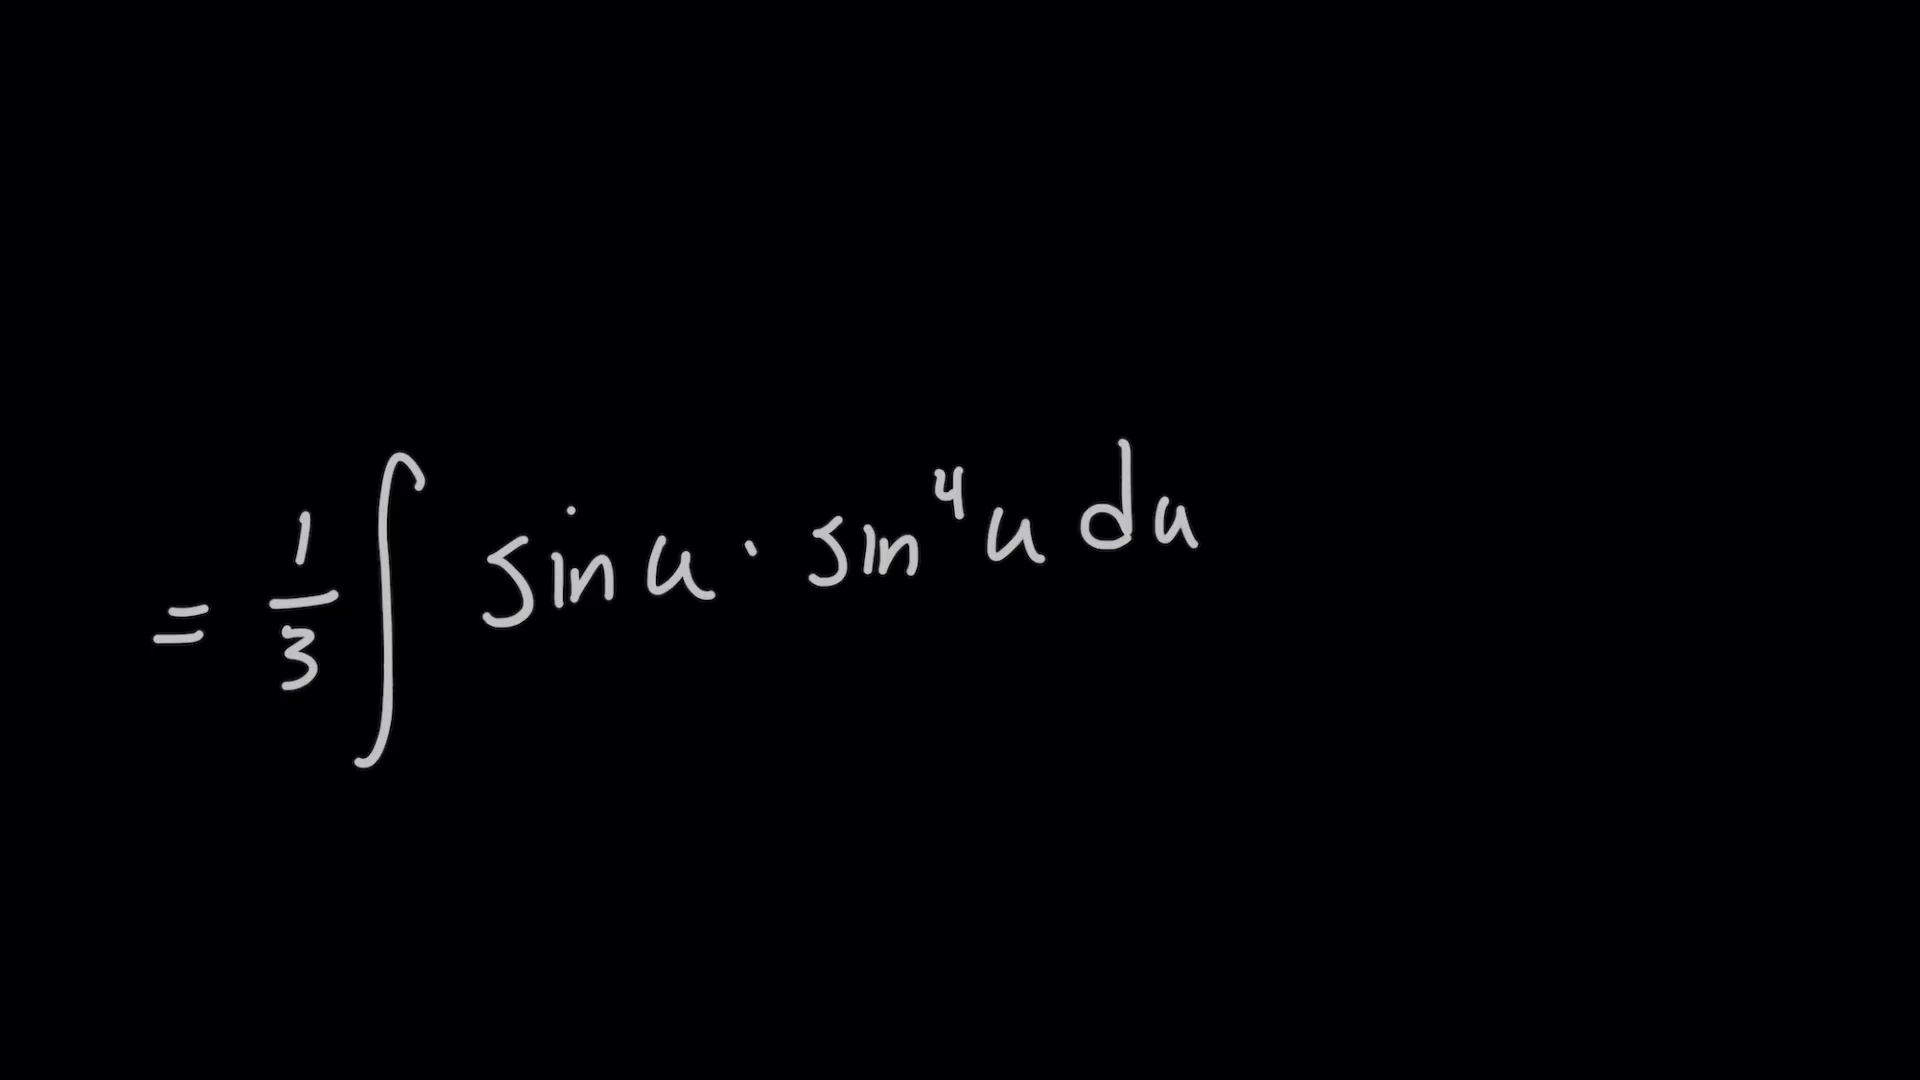 = 1/3 ∫ sin u · sin⁴u du